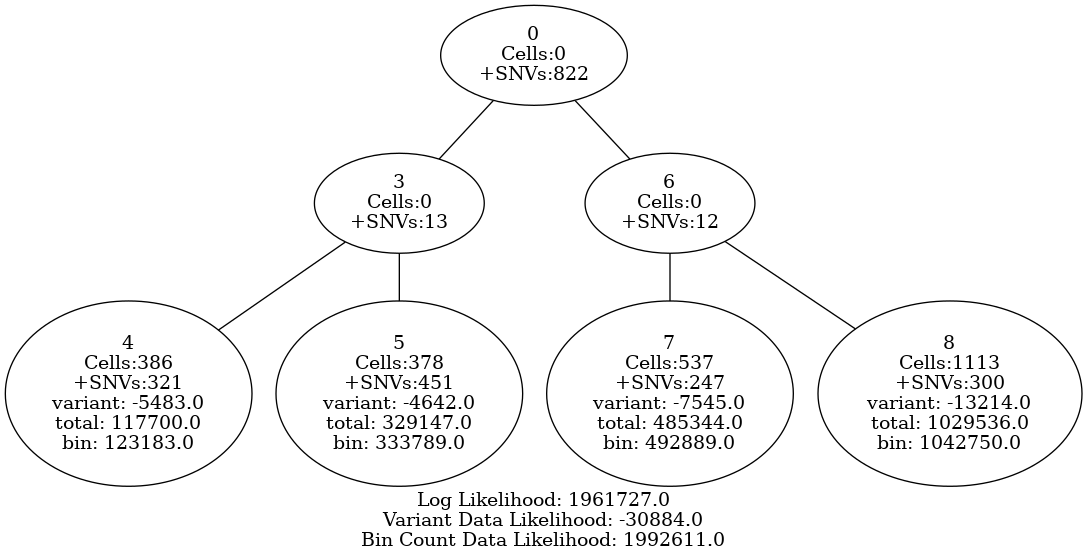 0
Cells:0
+SNVs:822
3
Cells:0
+SNVs:13
6
Cells:0
+SNVs:12
4
Cells:386
+SNVs:321
variant: -5483.0
total: 117700.0
bin: 123183.0
5
Cells:378
+SNVs:451
variant: -4642.0
total: 329147.0
bin: 333789.0
7
Cells:537
+SNVs:247
variant: -7545.0
total: 485344.0
bin: 492889.0
8
Cells:1113
+SNVs:300
variant: -13214.0
total: 1029536.0
bin: 1042750.0
Log Likelihood: 1961727.0
Variant Data Likelihood: -30884.0
Bin Count Data Likelihood: 1992611.0